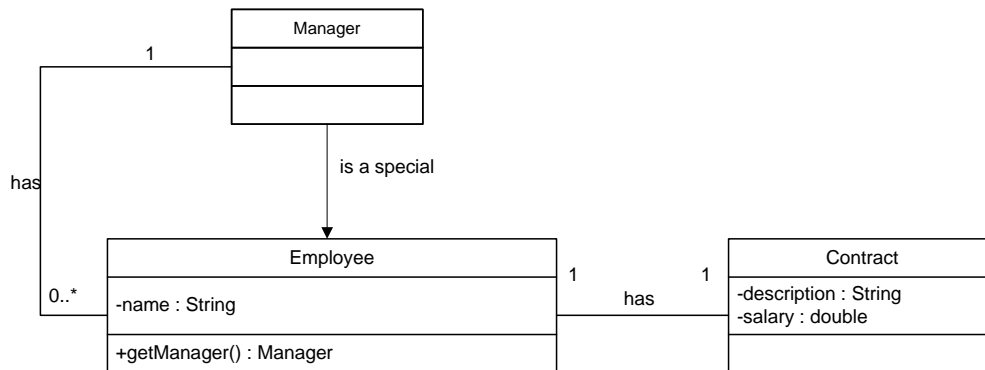 Manager
1
is a special
has
Employee
-name : String
+getManager() : Manager
0..*
1
has
1
Contract
-description : String
-salary : double